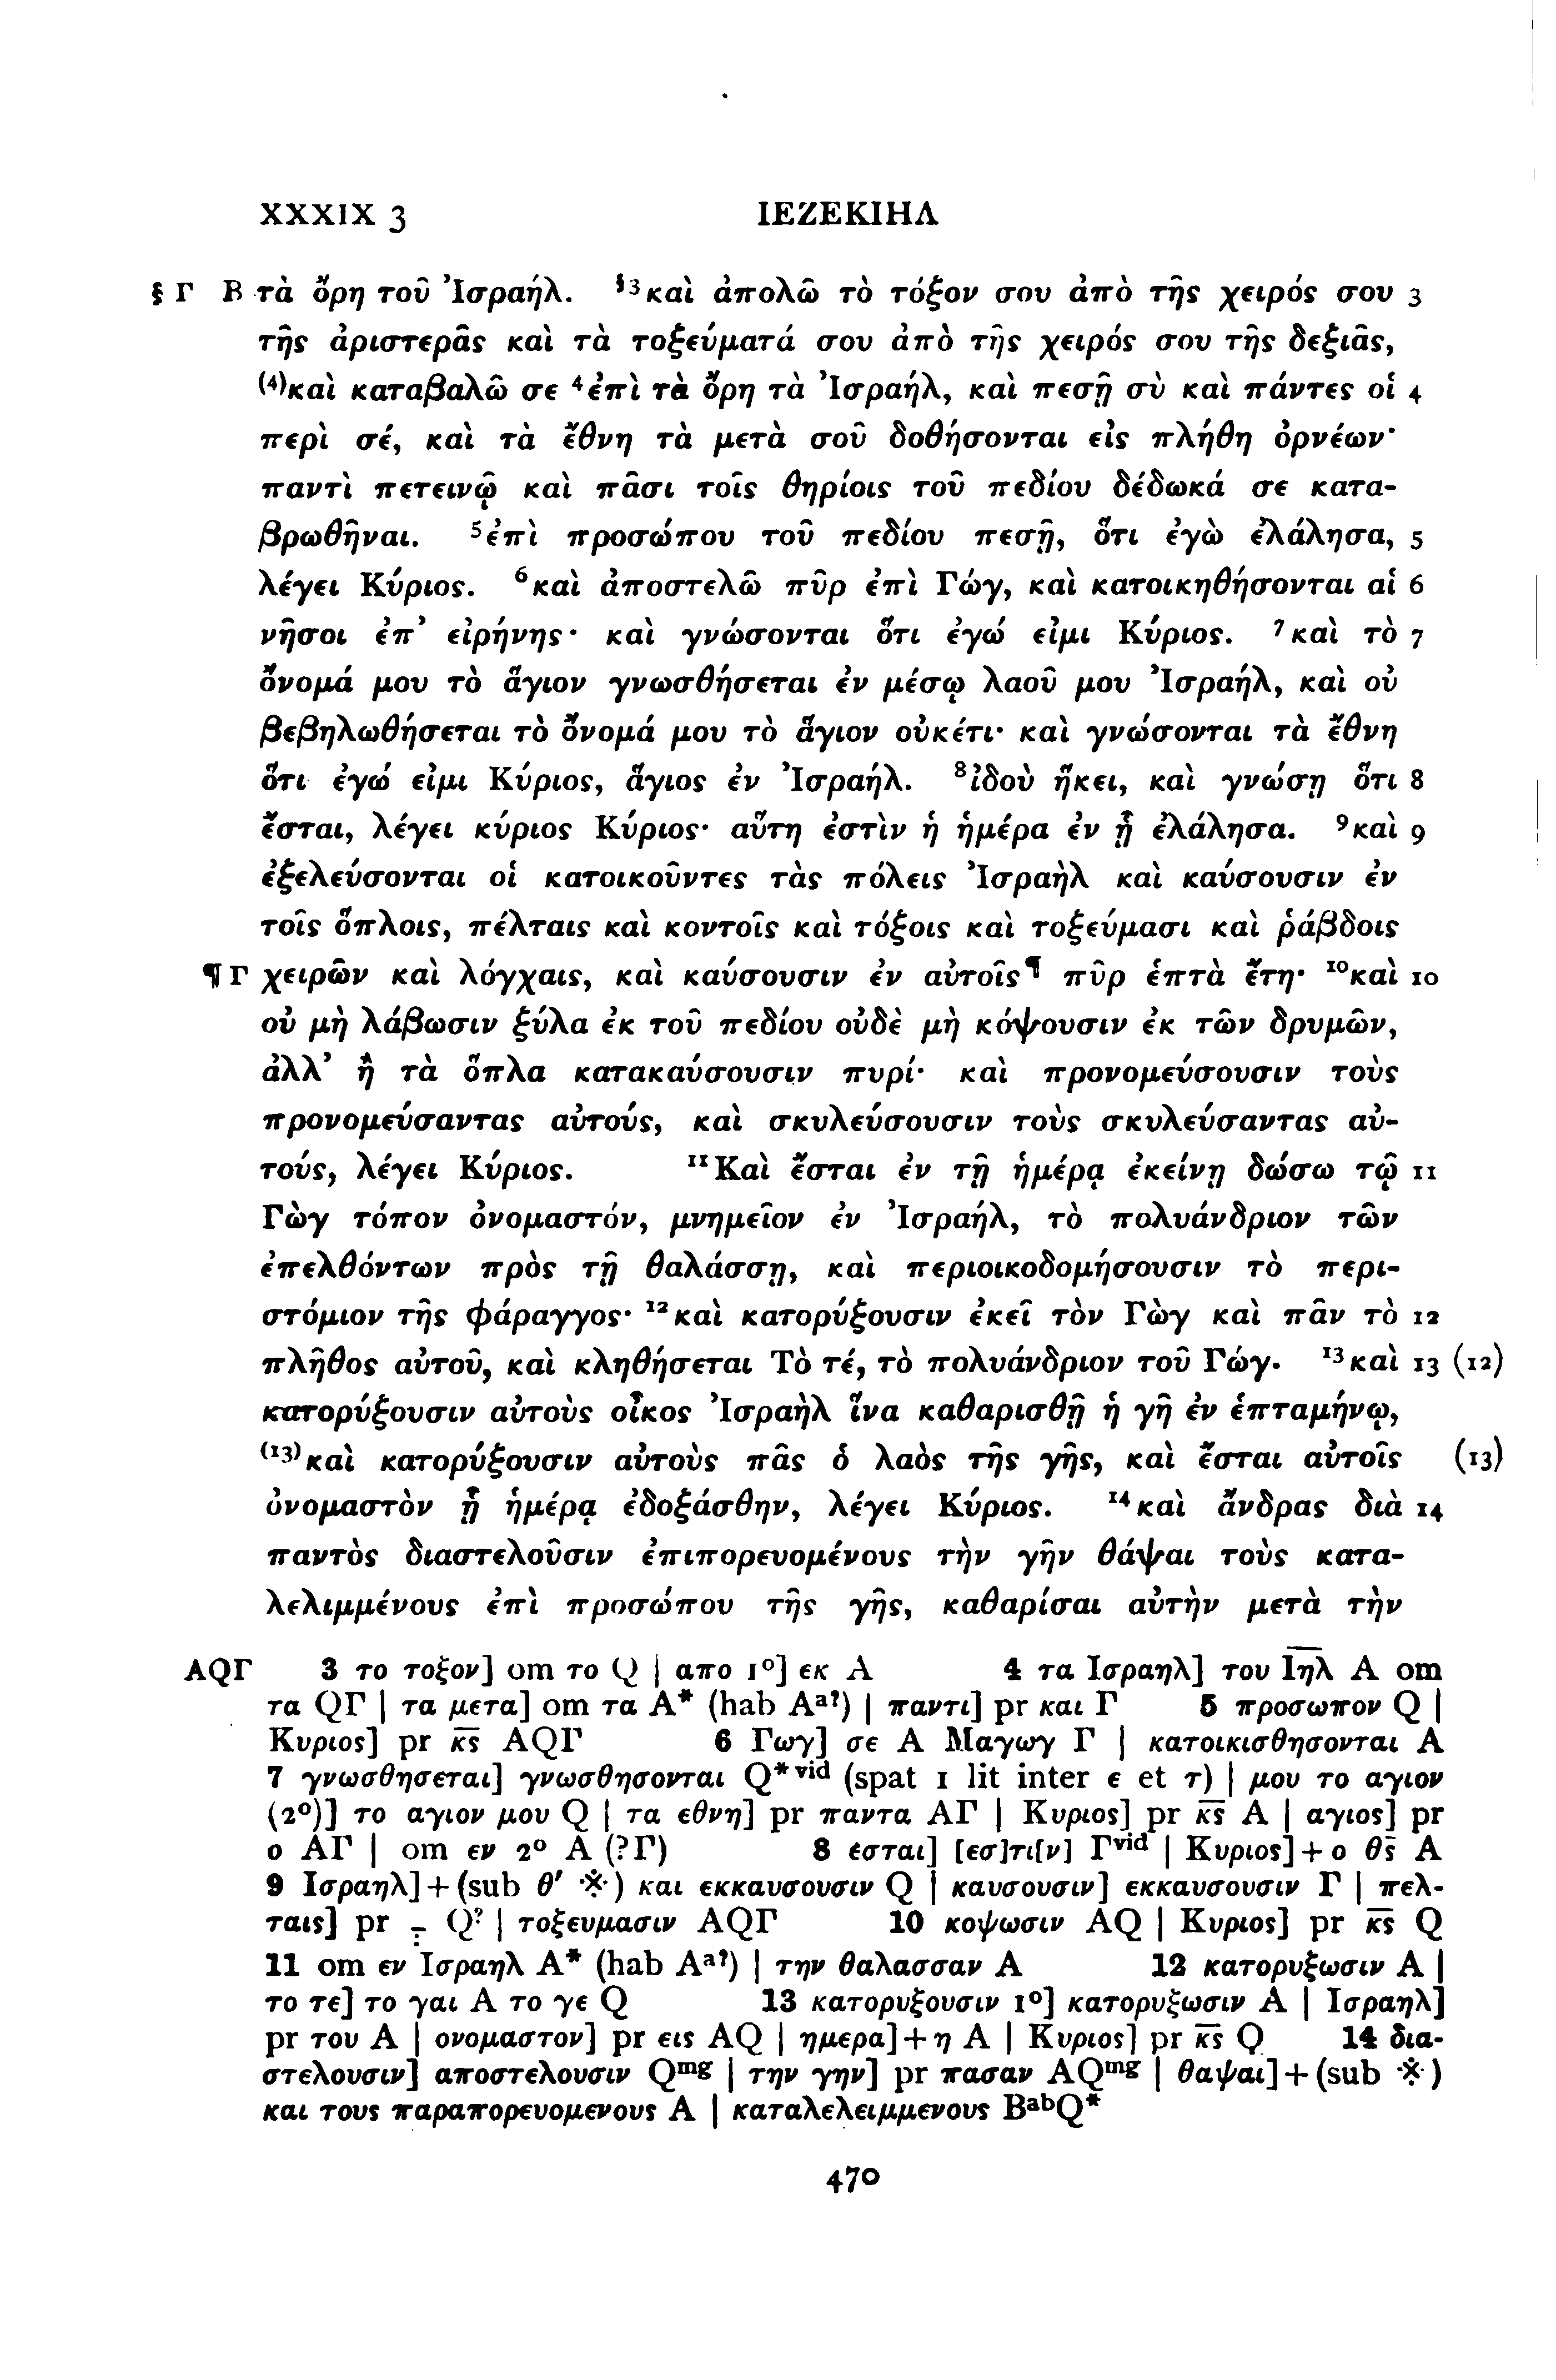 XXXIX 3 ΙΕΖΕΚΙΗΛ
§ Γ B τὰ ὄρη τοῦ Ἰσραήλ. §³καὶ ἀπολῶ τὸ τόξον σου ἀπὸ τῆς χειρός σου 3
τῆς ἀριστερᾶς καὶ τὰ τοξεύματά σου ἀπὸ τῆς χειρός σου τῆς δεξιᾶς,
⁽⁴⁾καὶ καταβαλῶ σε ⁴ἐπὶ τὰ ὄρη τὰ Ἰσραήλ, καὶ πεσῇ σὺ καὶ πάντες οἱ 4
περὶ σέ, καὶ τὰ ἔθνη τὰ μετὰ σοῦ δοθήσονται εἰς πλήθη ὀρνέων·
παντὶ πετεινῷ καὶ πᾶσι τοῖς θηρίοις τοῦ πεδίου δέδωκά σε κατα-
βρωθῆναι. ⁵ἐπὶ προσώπου τοῦ πεδίου πεσῇ, ὅτι ἐγὼ ἐλάλησα, 5
λέγει Κύριος. ⁶καὶ ἀποστελῶ πῦρ ἐπὶ Γώγ, καὶ κατοικηθήσονται αἱ 6
νῆσοι ἐπ’ εἰρήνης· καὶ γνώσονται ὅτι ἐγώ εἰμι Κύριος. ⁷καὶ τὸ 7
ὄνομά μου τὸ ἅγιον γνωσθήσεται ἐν μέσῳ λαοῦ μου Ἰσραήλ, καὶ οὐ
βεβηλωθήσεται τὸ ὄνομά μου τὸ ἅγιον οὐκέτι· καὶ γνώσονται τὰ ἔθνη
ὅτι ἐγώ εἰμι Κύριος, ἅγιος ἐν Ἰσραήλ. ⁸ἰδοὺ ἥκει, καὶ γνώσῃ ὅτι 8
ἔσται, λέγει κύριος Κύριος· αὕτη ἐστὶν ἡ ἡμέρα ἐν ᾗ ἐλάλησα. ⁹καὶ 9
ἐξελεύσονται οἱ κατοικοῦντες τὰς πόλεις Ἰσραὴλ καὶ καύσουσιν ἐν
τοῖς ὅπλοις, πέλταις καὶ κοντοῖς καὶ τόξοις καὶ τοξεύμασι καὶ ῥάβδοις
¶ Γ χειρῶν καὶ λόγχαις, καὶ καύσουσιν ἐν αὐτοῖς¶ πῦρ ἑπτὰ ἔτη· ¹⁰καὶ 10
οὐ μὴ λάβωσιν ξύλα ἐκ τοῦ πεδίου οὐδὲ μὴ κόψουσιν ἐκ τῶν δρυμῶν,
ἀλλ’ ἢ τὰ ὅπλα κατακαύσουσιν πυρί· καὶ προνομεύσουσιν τοὺς
προνομεύσαντας αὐτούς, καὶ σκυλεύσουσιν τοὺς σκυλεύσαντας αὐ-
τούς, λέγει Κύριος. ¹¹Καὶ ἔσται ἐν τῇ ἡμέρᾳ ἐκείνῃ δώσω τῷ 11
Γὼγ τόπον ὀνομαστόν, μνημεῖον ἐν Ἰσραήλ, τὸ πολυάνδριον τῶν
ἐπελθόντων πρὸς τῇ θαλάσσῃ, καὶ περιοικοδομήσουσιν τὸ περι-
στόμιον τῆς φάραγγος· ¹²καὶ κατορύξουσιν ἐκεῖ τὸν Γὼγ καὶ πᾶν τὸ 12
πλῆθος αὐτοῦ, καὶ κληθήσεται Τὸ τέ, τὸ πολυάνδριον τοῦ Γώγ. ¹³καὶ 13 (12)
κατορύξουσιν αὐτοὺς οἶκος Ἰσραὴλ ἵνα καθαρισθῇ ἡ γῆ ἐν ἑπταμήνῳ,
⁽¹³⁾καὶ κατορύξουσιν αὐτοὺς πᾶς ὁ λαὸς τῆς γῆς, καὶ ἔσται αὐτοῖς (13)
ὀνομαστὸν ᾗ ἡμέρᾳ ἐδοξάσθην, λέγει Κύριος. ¹⁴καὶ ἄνδρας διὰ 14
παντὸς διαστελοῦσιν ἐπιπορευομένους τὴν γῆν θάψαι τοὺς κατα-
λελιμμένους ἐπὶ προσώπου τῆς γῆς, καθαρίσαι αὐτὴν μετὰ τὴν
AQΓ 3 το τοξον] om το Q | απο 1°] εκ A 4 τα Ισραηλ] του Ιη̅λ A om
τα QΓ | τα μετα] om τα A* (hab Aᵃ?) | παντι] pr και Γ 5 προσωπον Q |
Κυριος] pr κ̅ς̅ AQΓ 6 Γωγ] σε A Μαγωγ Γ | κατοικισθησονται A
7 γνωσθησεται] γνωσθησονται Q*ᵛⁱᵈ (spat 1 lit inter ε et τ) | μου το αγιον
(2°)] το αγιον μου Q | τα εθνη] pr παντα AΓ | Κυριος] pr κ̅ς̅ A | αγιος] pr
ο AΓ | om εν 2° A (?Γ) 8 εσται] [εσ]τι[ν] Γᵛⁱᵈ | Κυριος]+ο θ̅ς̅ A
9 Ισραηλ]+(sub θ′ ※) και εκκαυσουσιν Q | καυσουσιν] εκκαυσουσιν Γ | πελ-
ταις] pr ÷ Q? | τοξευμασιν AQΓ 10 κοψωσιν AQ | Κυριος] pr κ̅ς̅ Q
11 om εν Ισραηλ A* (hab Aᵃ?) | την θαλασσαν A 12 κατορυξωσιν A |
το τε] το γαι A το γε Q 13 κατορυξουσιν 1°] κατορυξωσιν A | Ισραηλ]
pr του A | ονομαστον] pr εις AQ | ημερα]+η A | Κυριος] pr κ̅ς̅ Q 14 δια-
στελουσιν] αποστελουσιν Qᵐᵍ | την γην] pr πασαν AQᵐᵍ | θαψαι]+(sub ※)
και τους παραπορευομενους A | καταλελειμμενους BᵃᵇQ*
470